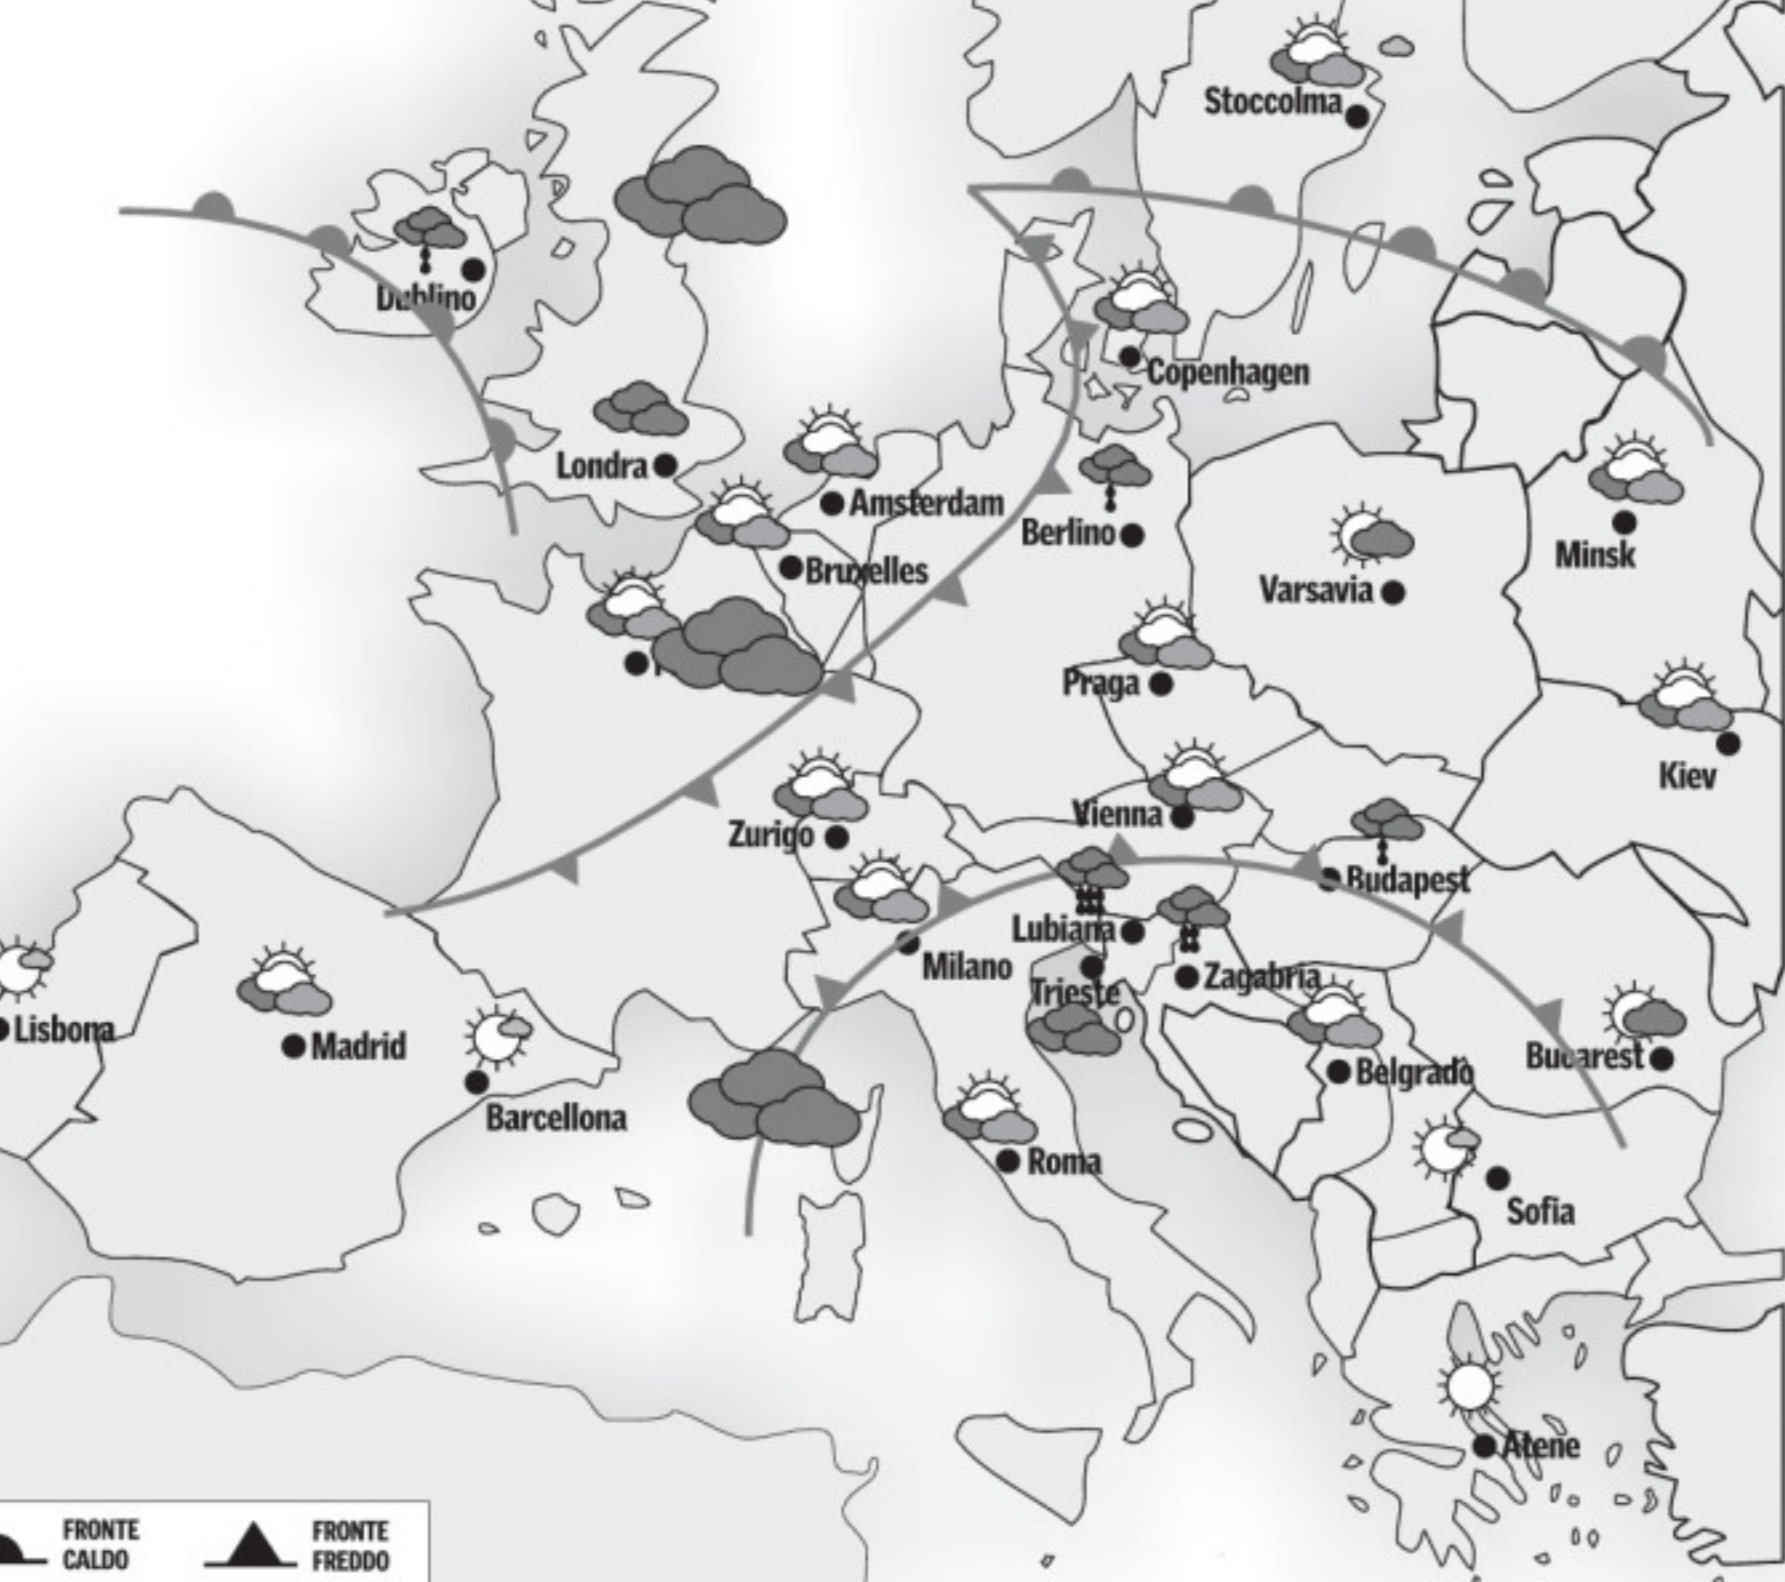 Stoccolma
Dublino
Copenhagen
Londra
Amsterdam
Berlino
Bruxelles
Minsk
Varsavia
Praga
Kiev
Vienna
Zurigo
Budapest
Lubiana
Milano
Zagabria
Trieste
Lisbona
Madrid
Bucarest
Belgrado
Barcellona
Roma
Sofia
Atene
FRONTE
CALDO
FRONTE
FREDDO